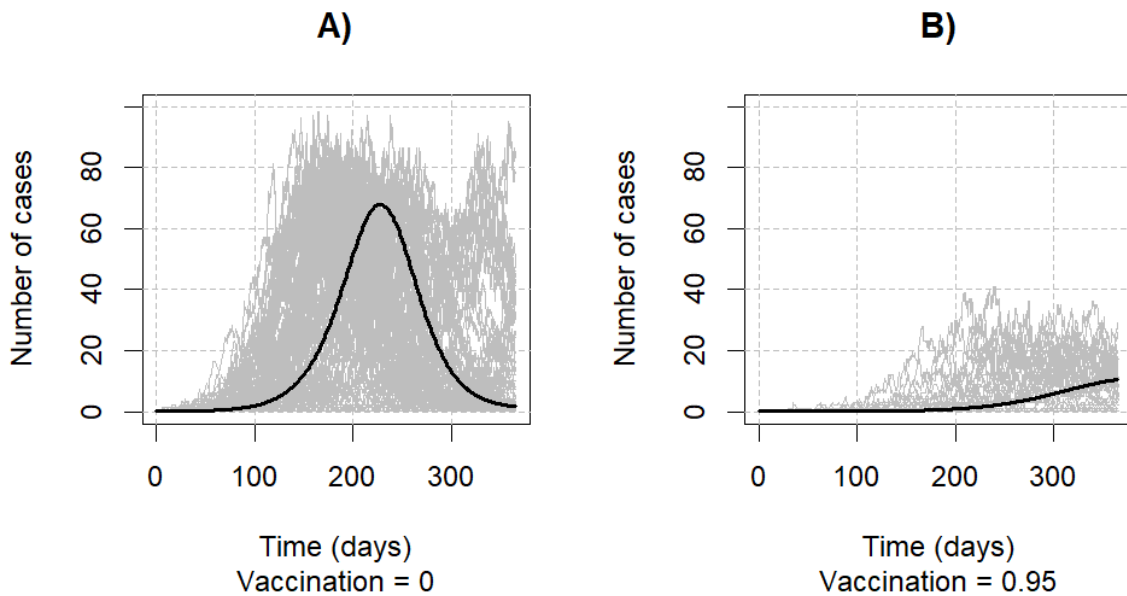 A)
Number of cases
80
60
40
20
0
0 100 200 300
Time (days)
Vaccination = 0
B)
Number of cases
80
60
40
20
0
0 100 200 300
Time (days)
Vaccination = 0.95